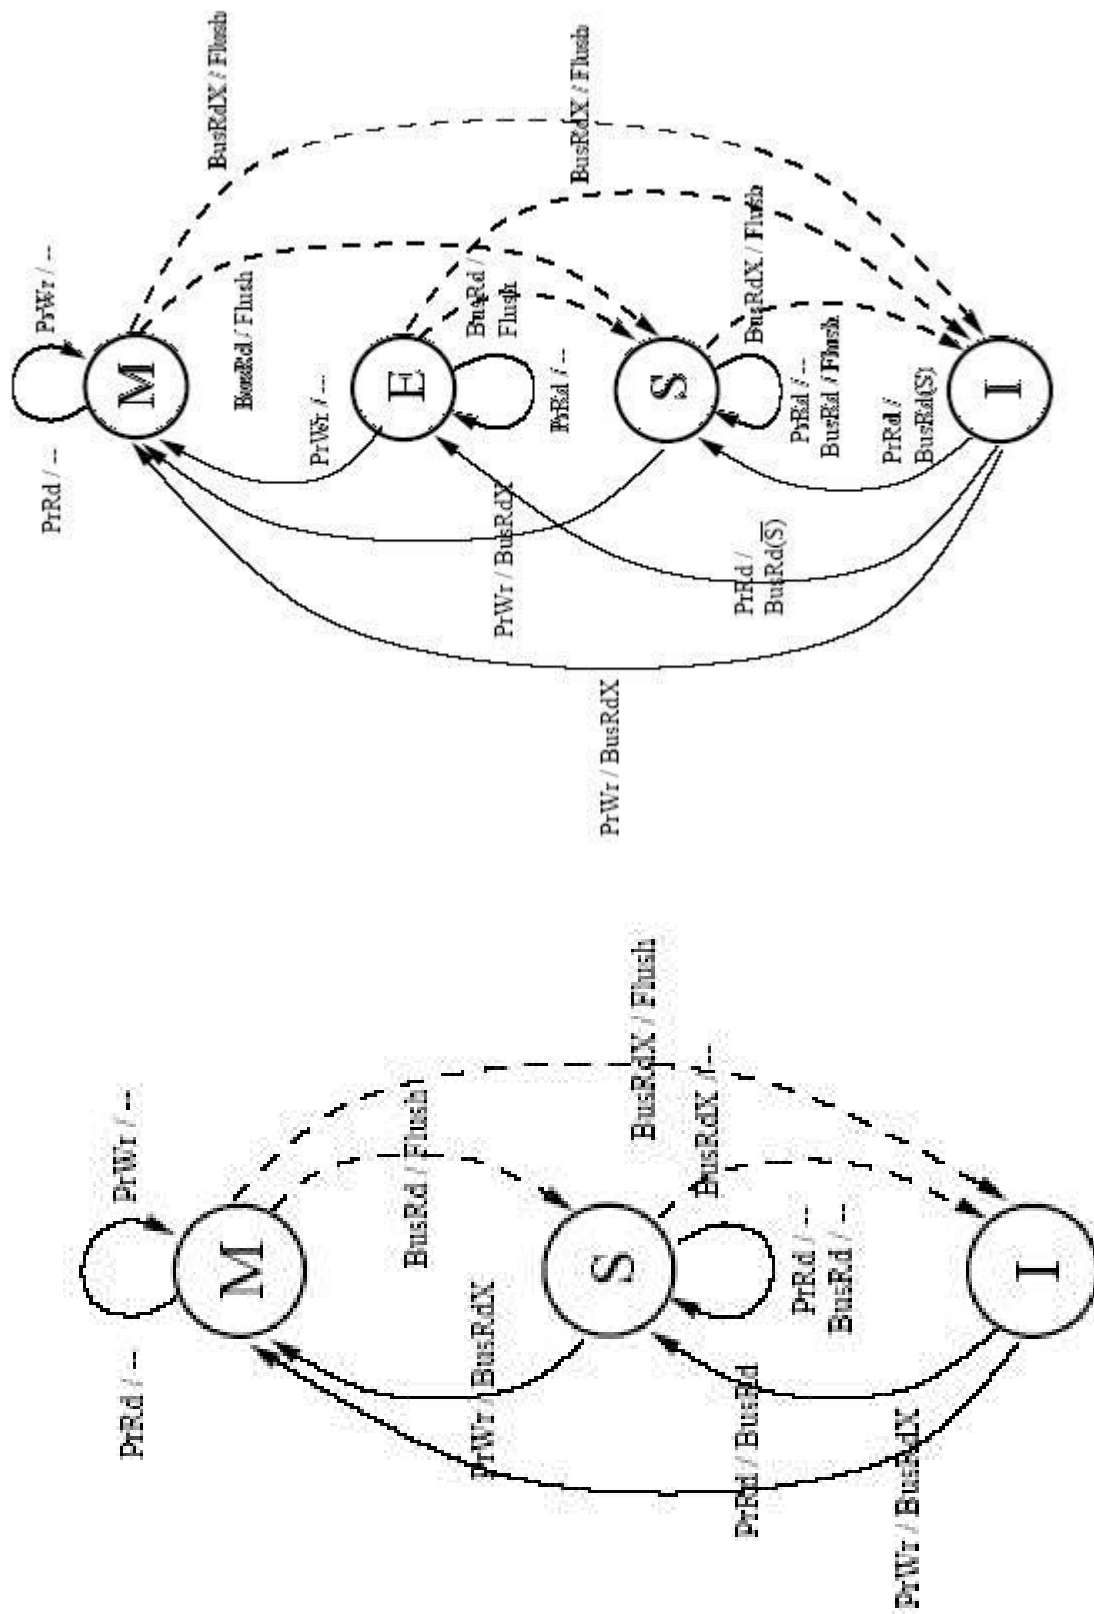 PrRd / --
PrWr / --
M
BusRdX / Flush
BusRd / Flush
PrWr / --
E
BusRd /
Flush
PrRd / --
BusRdX / Flush
PrWr / BusRdX
S
BusRdX / Flush
PrRd / --
BusRd / Flush
PrRd /
BusRd(S̅)
PrRd /
BusRd(S)
PrWr / BusRdX
I
PrRd / --
PrWr / --
M
BusRd / Flush
BusRdX / Flush
PrWr / BusRdX
S
BusRdX / --
PrRd / --
BusRd / --
PrRd / BusRd
PrWr / BusRdX
I